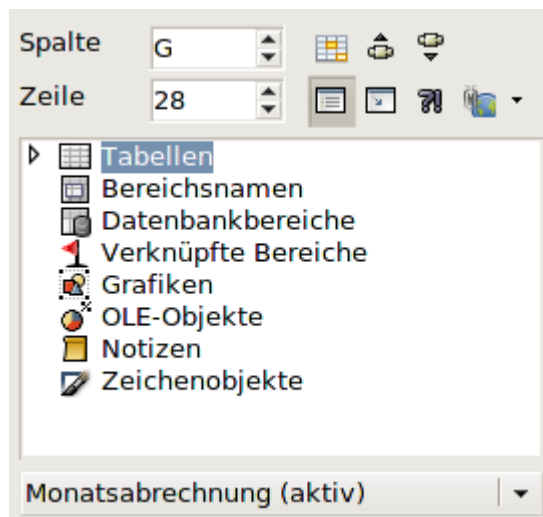 Spalte G
Zeile 28
Tabellen
Bereichsnamen
Datenbankbereiche
Verknüpfte Bereiche
Grafiken
OLE-Objekte
Notizen
Zeichenobjekte
Monatsabrechnung (aktiv)